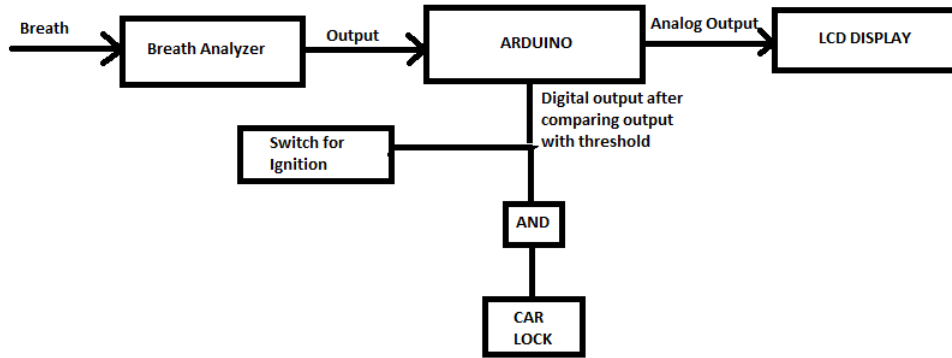 Breath
Breath Analyzer
Output
ARDUINO
Analog Output
LCD DISPLAY
Digital output after
comparing output
with threshold
Switch for
Ignition
AND
CAR
LOCK